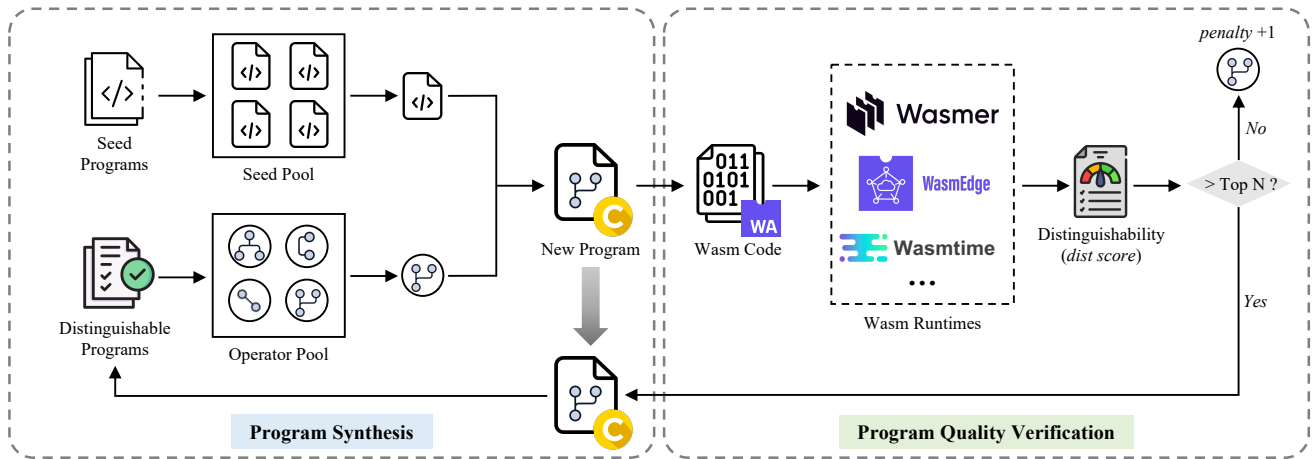 Seed
Programs
</>
</>
</>
</>
</>
</>
Seed Pool
Distinguishable
Programs
Operator Pool
C
New Program
C
Program Synthesis
011
0101
001
WA
Wasm Code
Wasmer
WasmEdge
Wasmtime
...
Wasm Runtimes
Distinguishability
(dist score)
penalty +1
No
> Top N ?
Yes
Program Quality Verification